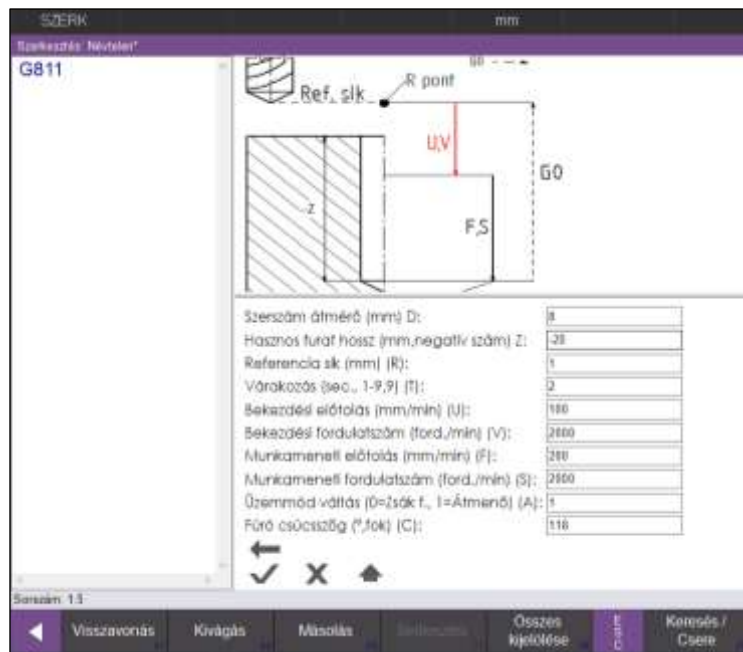 SZERK mm
Szerkesztés: Névtelen*
G811
G0
Ref. sík
R pont
U,V
G0
-Z
F,S
Szerszám átmérő (mm) D: 8
Hasznos furat hossz (mm,negatív szám) Z: -20
Referencia sík (mm) (R): 1
Várakozás (sec., 1-9,9) (T): 2
Bekezdési előtolás (mm/min) (U): 100
Bekezdési fordulatszám (ford./min) (V): 2000
Munkameneti előtolás (mm/min) (F): 200
Munkameneti fordulatszám (ford./min) (S): 2000
Üzemmód váltás (0=Zsák f., 1=Átmenő) (A): 1
Fúró csúcsszög (°,fok) (C): 118
Sorszám: 1:5
Visszavonás
Kivágás
Másolás
Összes
kijelölése
Keresés /
Csere